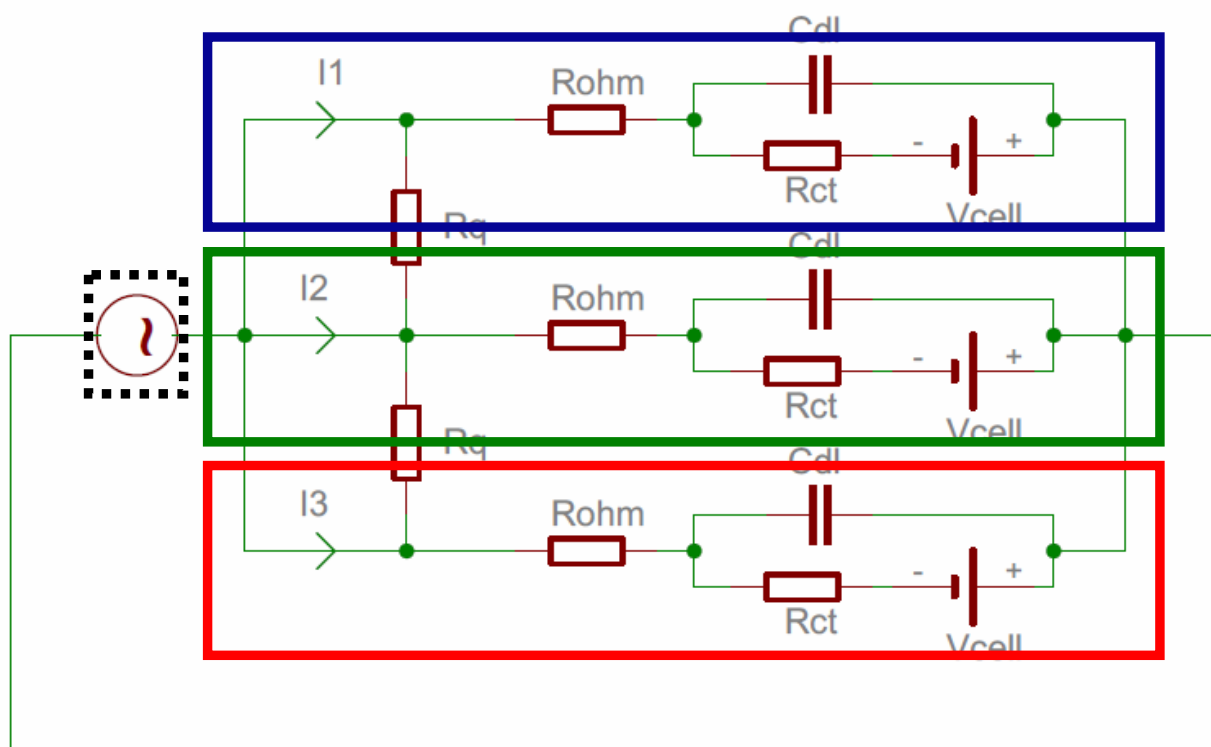 Cdl
I1
Rohm
- +
Rct
Rq
Vcell
Cdl
I2
Rohm
- +
Rct
Rq
Vcell
Cdl
I3
Rohm
- +
Rct
Vcell